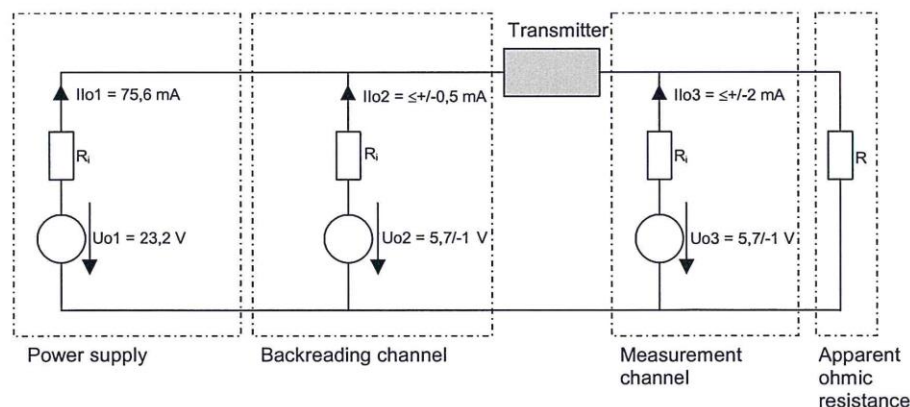 Transmitter
Ilo1 = 75,6 mA
Ilo2 = ≤+/-0,5 mA
Ilo3 = ≤+/-2 mA
Ri
Ri
Ri
R
Uo1 = 23,2 V
Uo2 = 5,7/-1 V
Uo3 = 5,7/-1 V
Power supply
Backreading channel
Measurement
channel
Apparent
ohmic
resistance